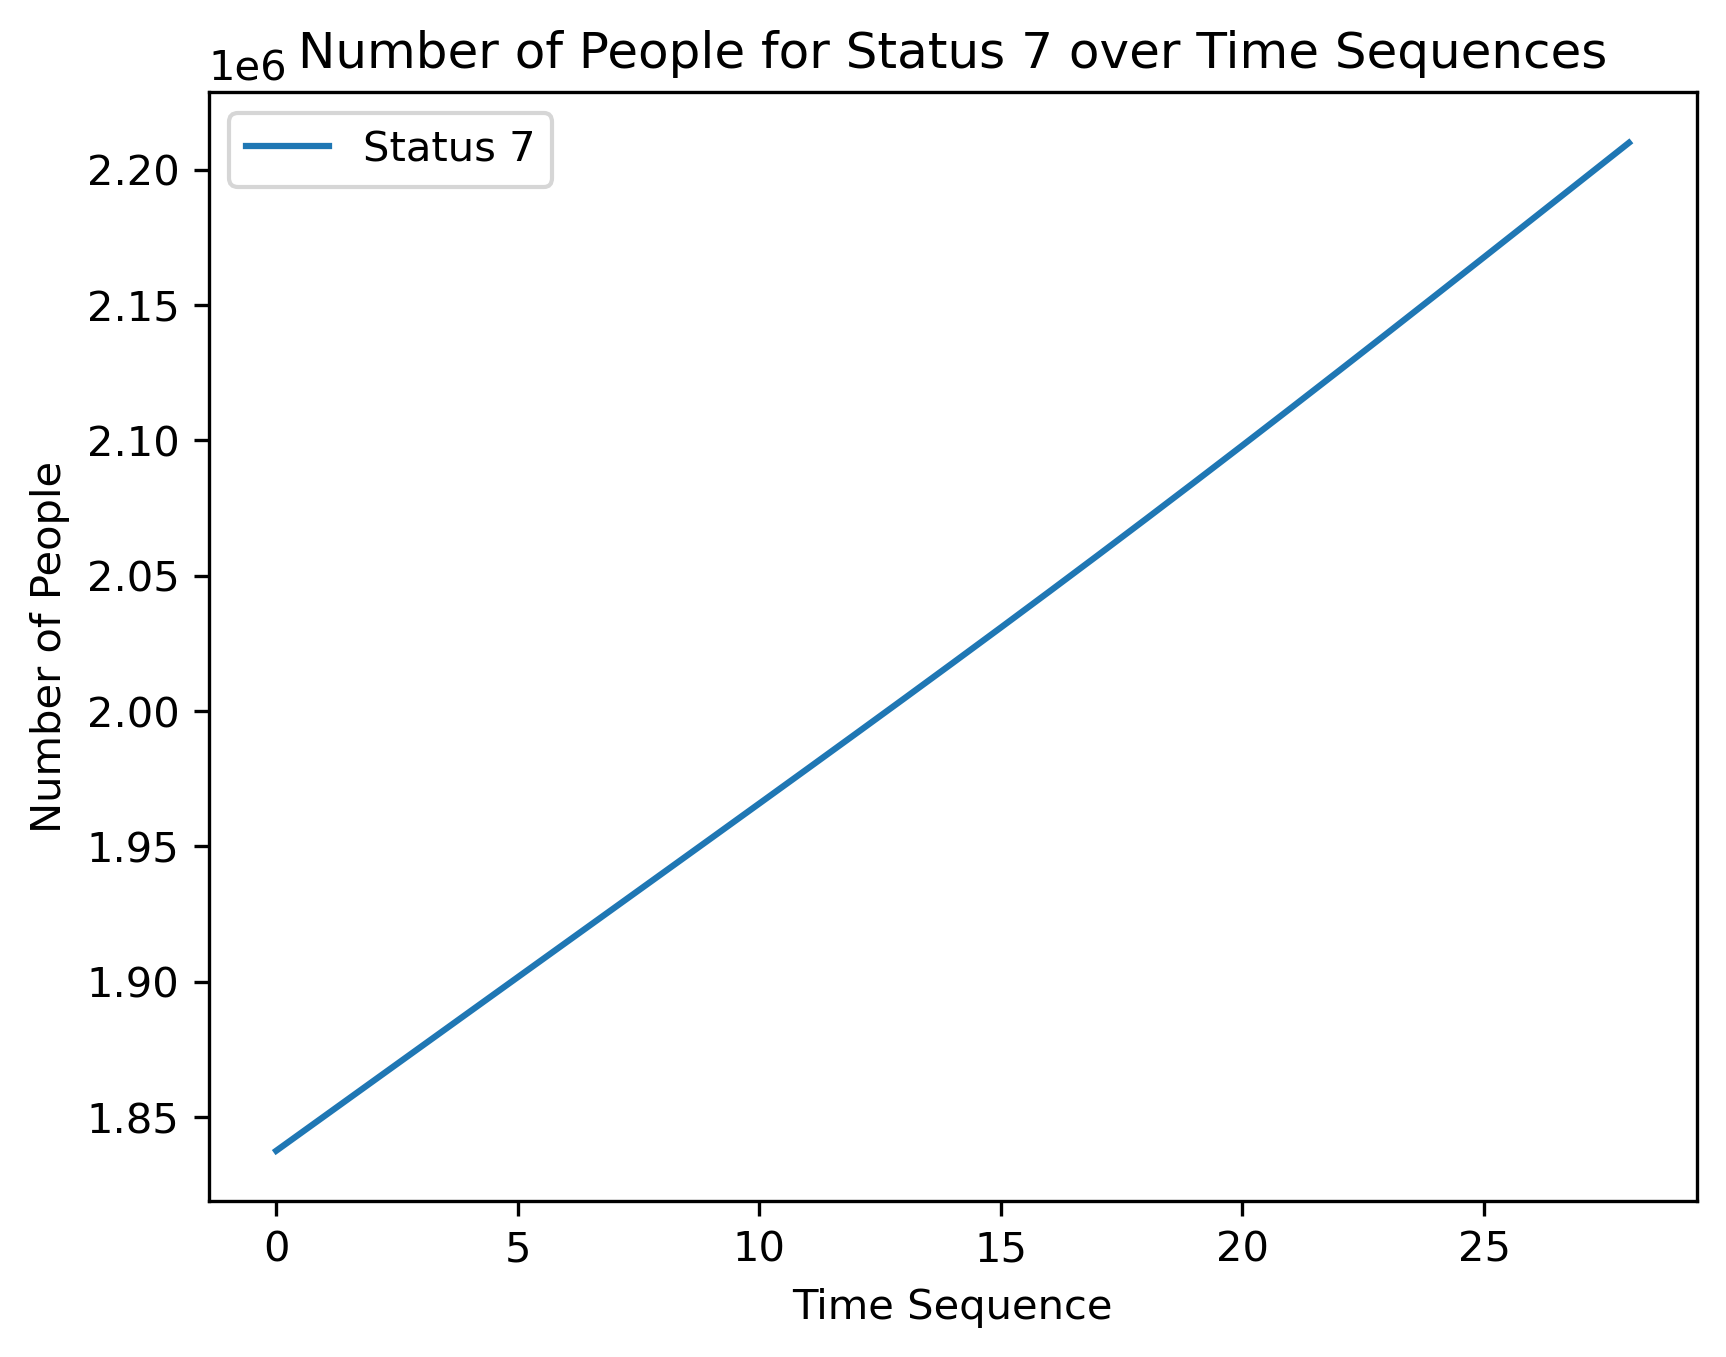 Number of People for Status 7 over Time Sequences
1e6
Status 7
2.20
2.15
2.10
2.05
2.00
1.95
1.90
1.85
Number of People
0 5 10 15 20 25
Time Sequence